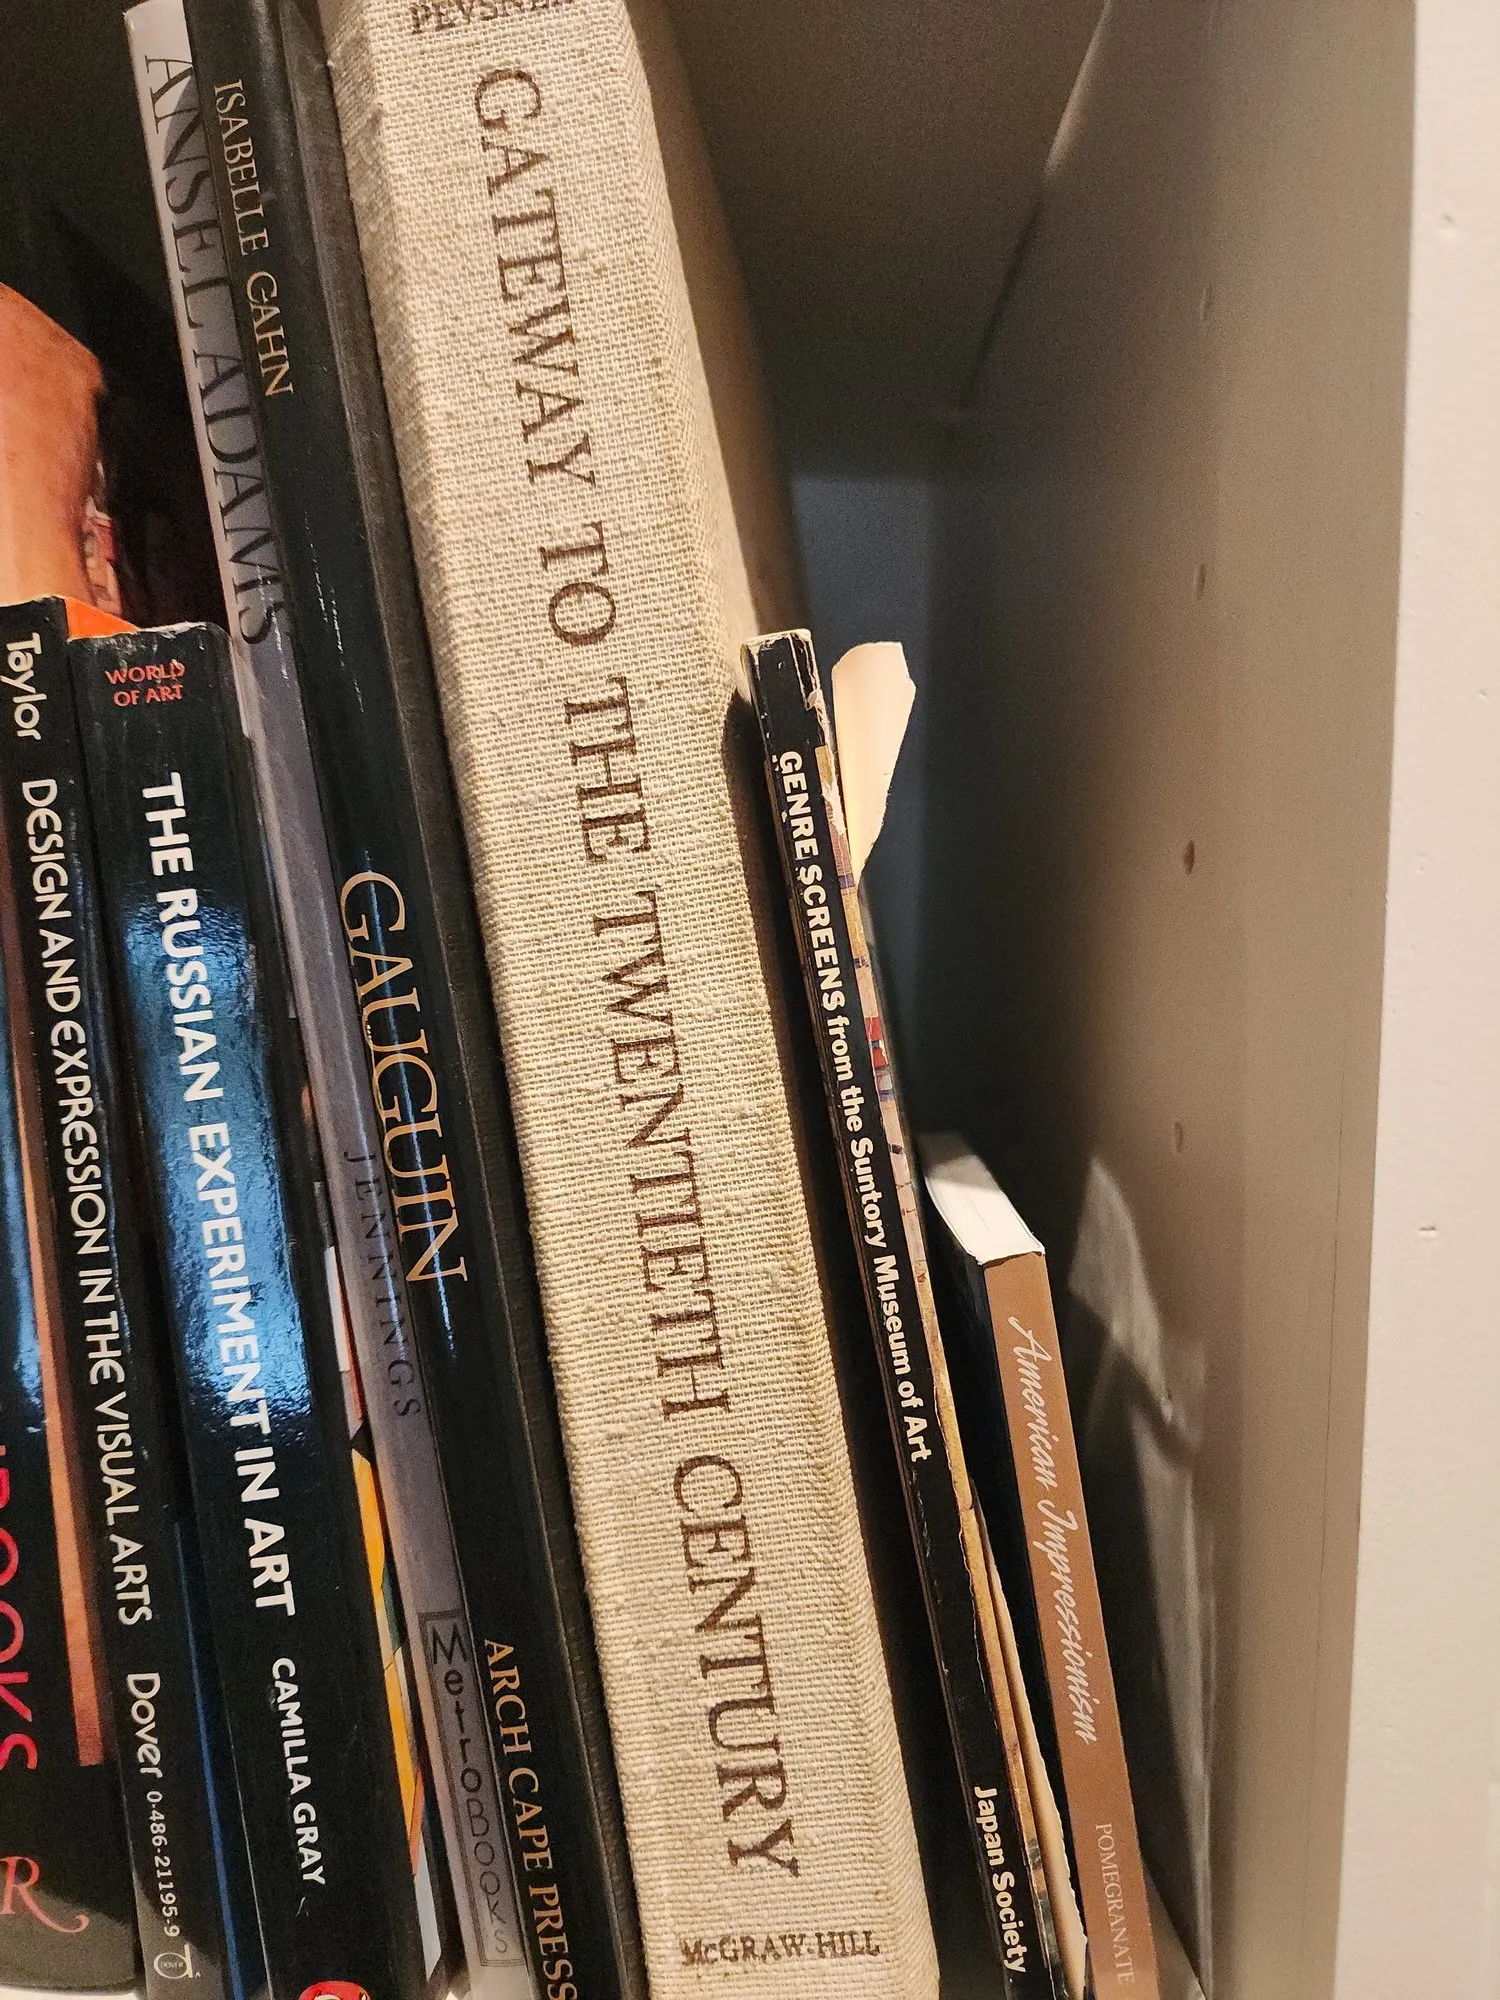 Taylor DESIGN AND EXPRESSION IN THE VISUAL ARTS Dover 0-486-21195-9
DOVER
WORLD
OF ART
THE RUSSIAN EXPERIMENT IN ART CAMILLA GRAY
ANSEL ADAMS JENNINGS MetroBooks
ISABELLE CAHN GAUGUIN ARCH CAPE PRESS
PEVSNER
GATEWAY TO THE TWENTIETH CENTURY
McGRAW-HILL
GENRE SCREENS from the Suntory Museum of Art Japan Society
American Impressionism POMEGRANATE